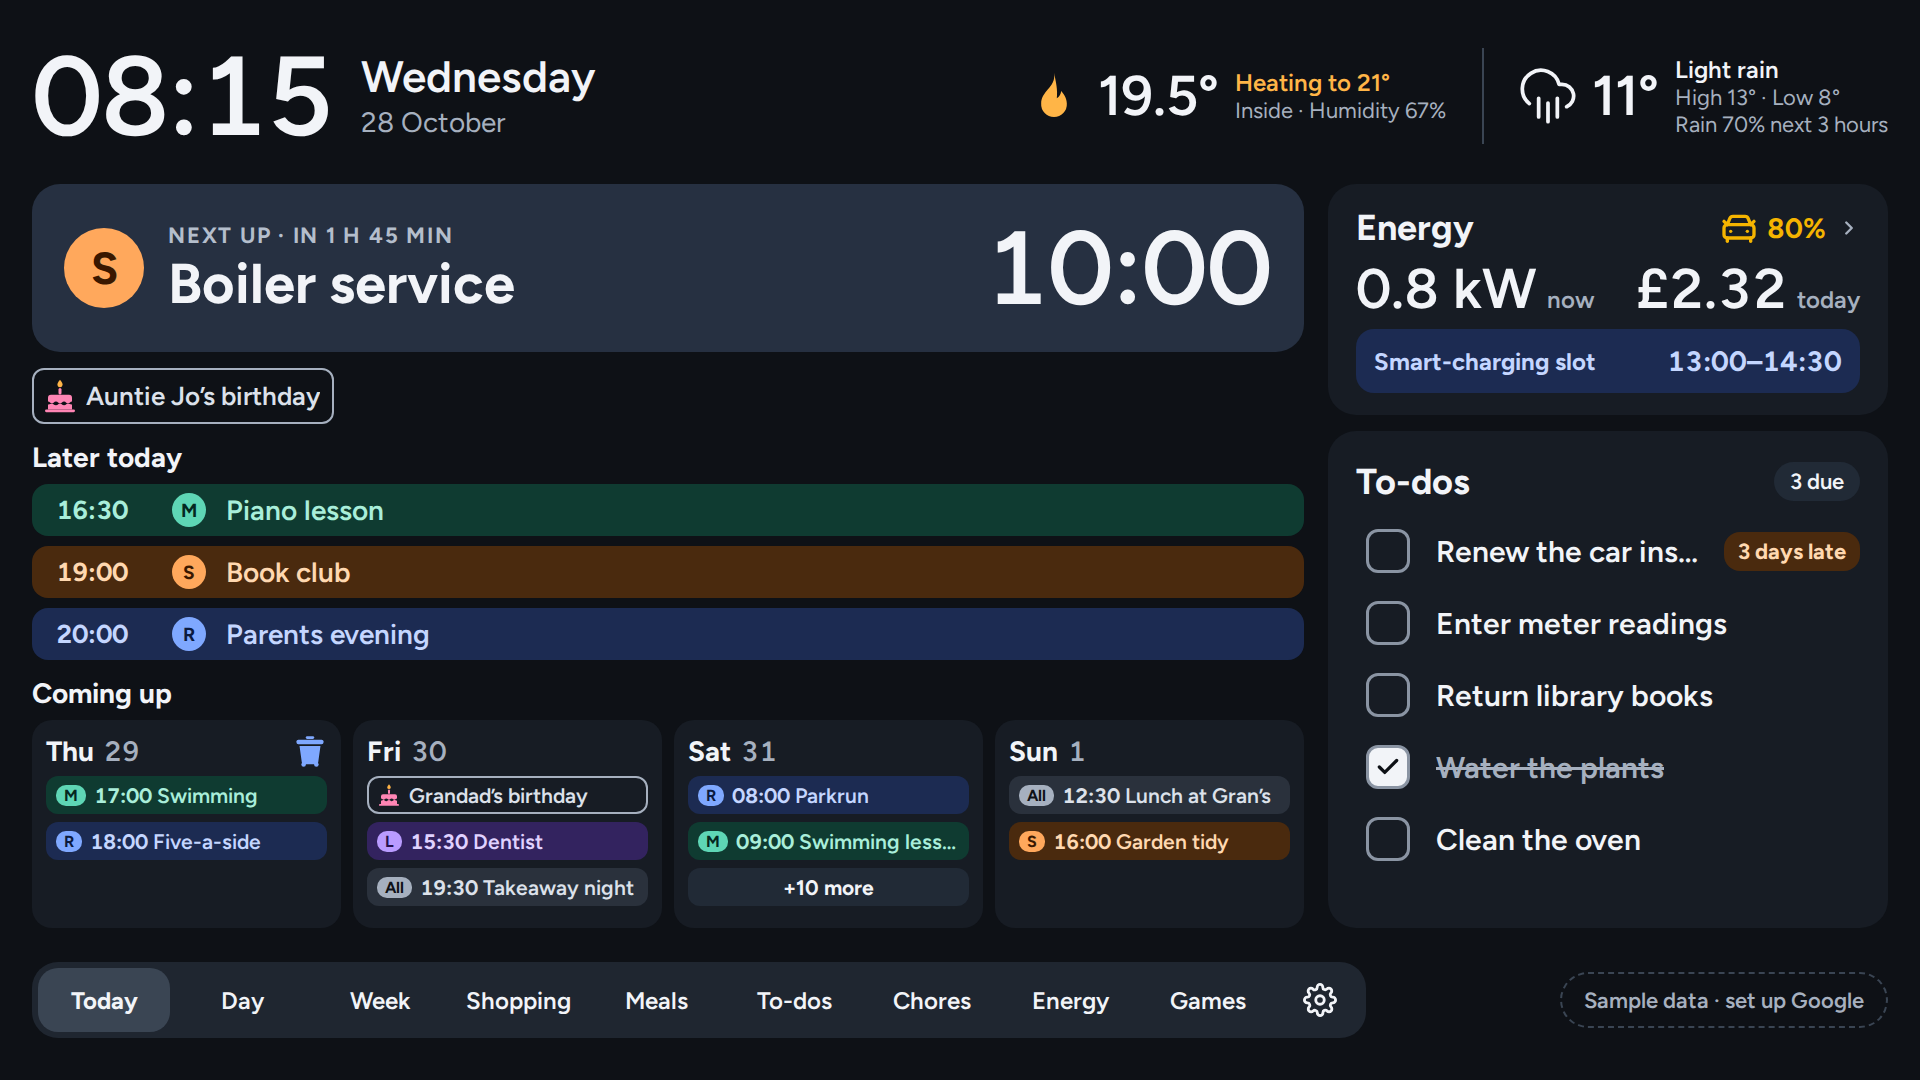 08:15
Wednesday
28 October
19.5°
Heating to 21°
Inside · Humidity 67%
11°
Light rain
High 13° · Low 8°
Rain 70% next 3 hours
S
NEXT UP · IN 1 H 45 MIN
Boiler service
10:00
Auntie Jo’s birthday
Later today
16:30 M Piano lesson
19:00 S Book club
20:00 R Parents evening
Coming up
Thu 29
M 17:00 Swimming
R 18:00 Five-a-side
Fri 30
Grandad’s birthday
L 15:30 Dentist
All 19:30 Takeaway night
Sat 31
R 08:00 Parkrun
M 09:00 Swimming less…
+10 more
Sun 1
All 12:30 Lunch at Gran’s
S 16:00 Garden tidy
Energy
80%
0.8 kW now
£2.32 today
Smart-charging slot 13:00–14:30
To-dos
3 due
Renew the car ins… 3 days late
Enter meter readings
Return library books
Water the plants
Clean the oven
Today Day Week Shopping Meals To-dos Chores Energy Games
Sample data · set up Google